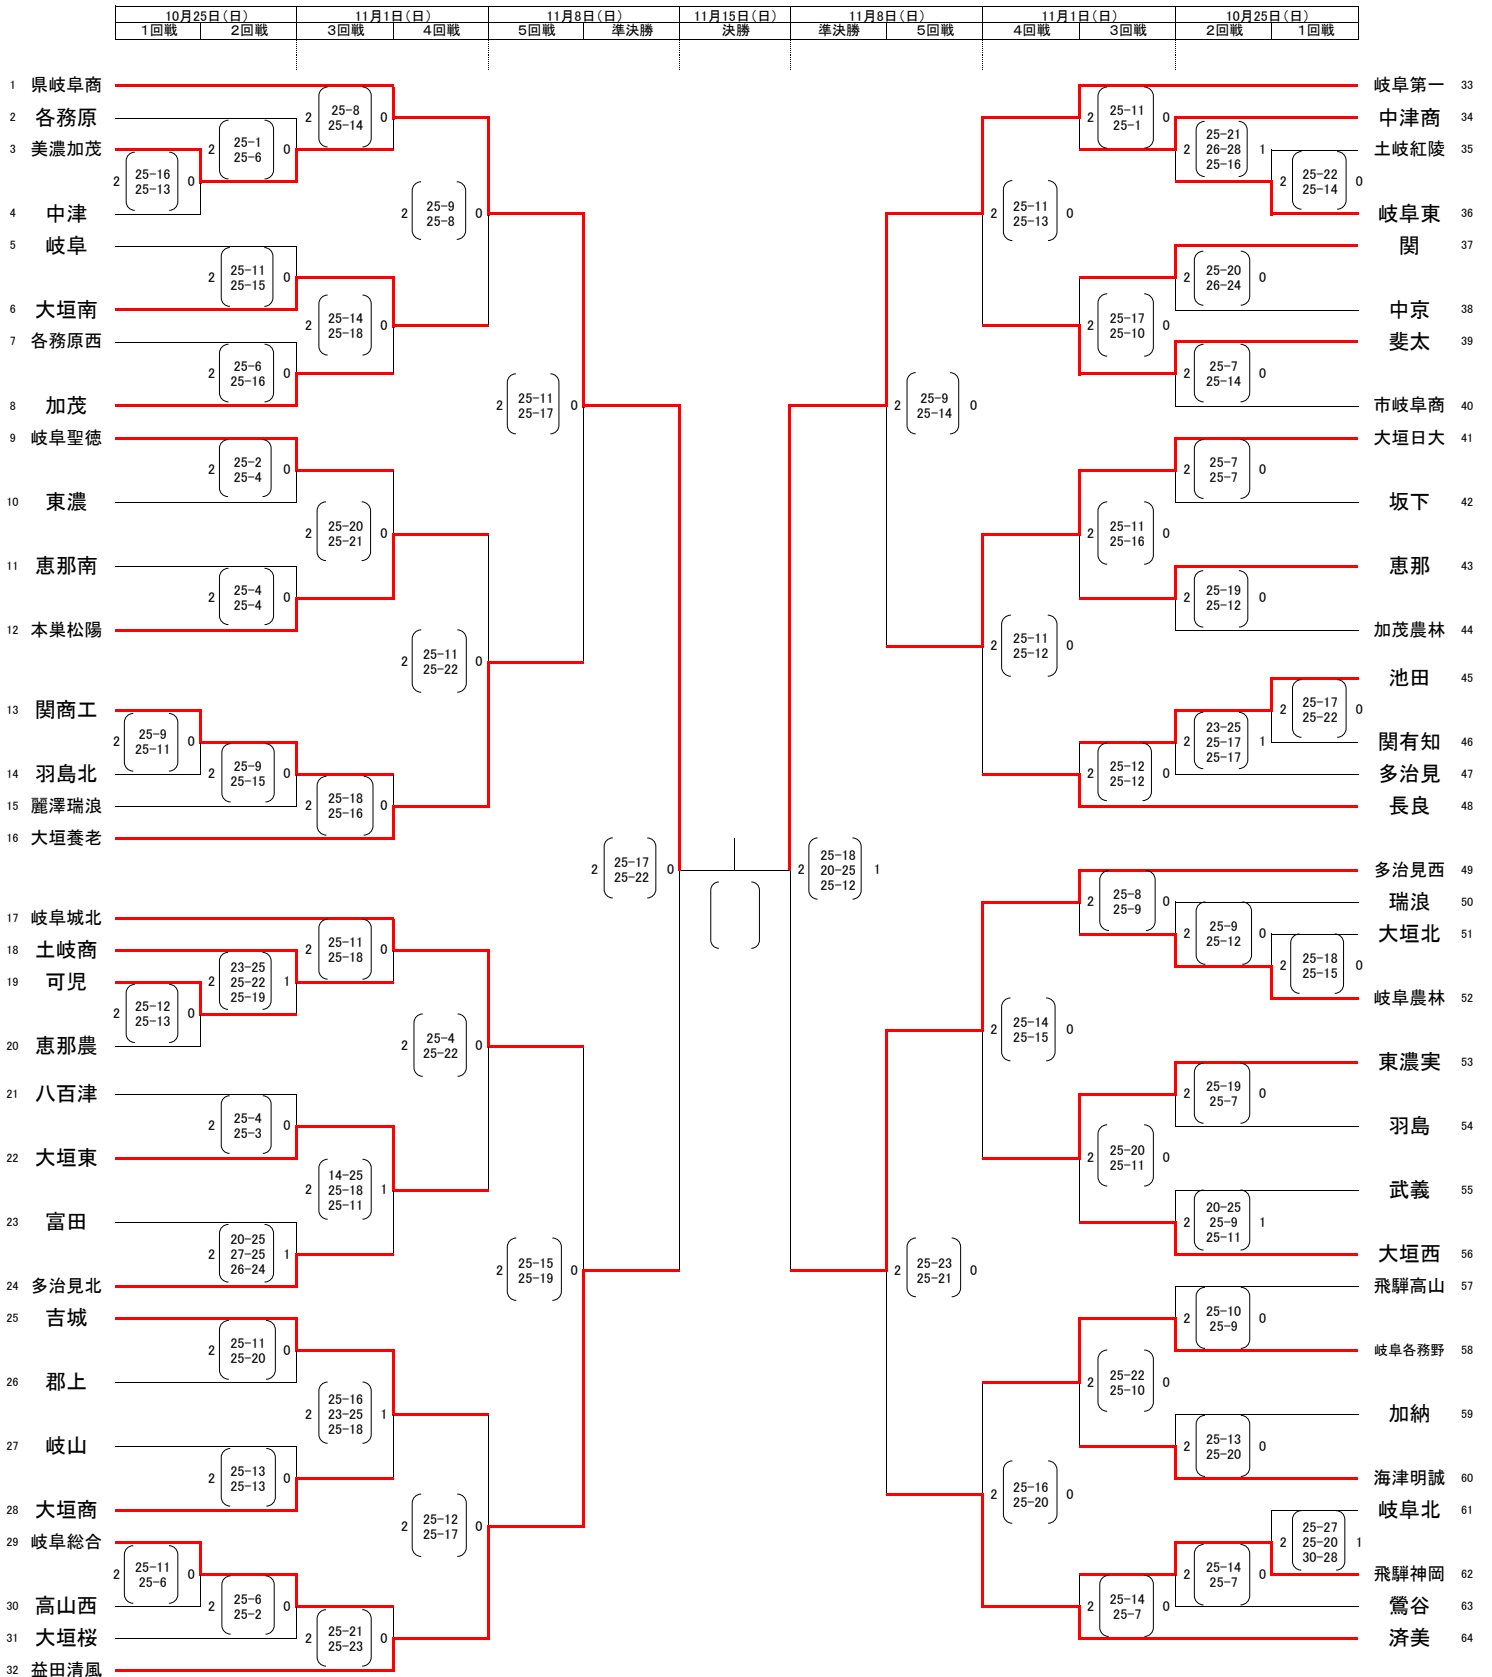 10月25日(日) 11月1日(日) 11月8日(日) 11月15日(日) 11月8日(日) 11月1日(日) 10月25日(日)
1回戦 2回戦 3回戦 4回戦 5回戦 準決勝 決勝 準決勝 5回戦 4回戦 3回戦 2回戦 1回戦
1 県岐阜商
2 各務原
3 美濃加茂
4 中津
5 岐阜
6 大垣南
7 各務原西
8 加茂
9 岐阜聖徳
10 東濃
11 恵那南
12 本巣松陽
13 関商工
14 羽島北
15 麗澤瑞浪
16 大垣養老
17 岐阜城北
18 土岐商
19 可児
20 恵那農
21 八百津
22 大垣東
23 富田
24 多治見北
25 吉城
26 郡上
27 岐山
28 大垣商
29 岐阜総合
30 高山西
31 大垣桜
32 益田清風
2 25-16 0
25-13
2 25-9 0
25-11
2 25-12 0
25-13
2 25-11 0
25-6
2 25-1 0
25-6
2 25-11 0
25-15
2 25-6 0
25-16
2 25-2 0
25-4
2 25-4 0
25-4
2 25-9 0
25-15
23-25
2 25-22 1
25-19
2 25-4 0
25-3
20-25
2 27-25 1
26-24
2 25-11 0
25-20
2 25-13 0
25-13
2 25-6 0
25-2
2 25-8 0
25-14
2 25-14 0
25-18
2 25-20 0
25-21
2 25-18 0
25-16
2 25-11 0
25-18
14-25
2 25-18 1
25-11
25-16
2 23-25 1
25-18
2 25-21 0
25-23
2 25-9 0
25-8
2 25-11 0
25-22
2 25-4 0
25-22
2 25-12 0
25-17
2 25-11 0
25-17
2 25-15 0
25-19
2 25-17 0
25-22
25-18
2 20-25 1
25-12
2 25-9 0
25-14
2 25-23 0
25-21
2 25-11 0
25-13
2 25-11 0
25-12
2 25-14 0
25-15
2 25-16 0
25-20
2 25-11 0
25-1
2 25-17 0
25-10
2 25-11 0
25-16
2 25-12 0
25-12
2 25-8 0
25-9
2 25-20 0
25-11
2 25-22 0
25-10
2 25-14 0
25-7
25-21
2 26-28 1
25-16
2 25-20 0
26-24
2 25-7 0
25-14
2 25-7 0
25-7
2 25-19 0
25-12
23-25
2 25-17 1
25-17
2 25-9 0
25-12
2 25-19 0
25-7
20-25
2 25-9 1
25-11
2 25-10 0
25-9
2 25-13 0
25-20
2 25-14 0
25-7
2 25-22 0
25-14
2 25-17 0
25-22
2 25-18 0
25-15
25-27
2 25-20 1
30-28
岐阜第一 33
中津商 34
土岐紅陵 35
岐阜東 36
関 37
中京 38
斐太 39
市岐阜商 40
大垣日大 41
坂下 42
恵那 43
加茂農林 44
池田 45
関有知 46
多治見 47
長良 48
多治見西 49
瑞浪 50
大垣北 51
岐阜農林 52
東濃実 53
羽島 54
武義 55
大垣西 56
飛騨高山 57
岐阜各務野 58
加納 59
海津明誠 60
岐阜北 61
飛騨神岡 62
鶯谷 63
済美 64